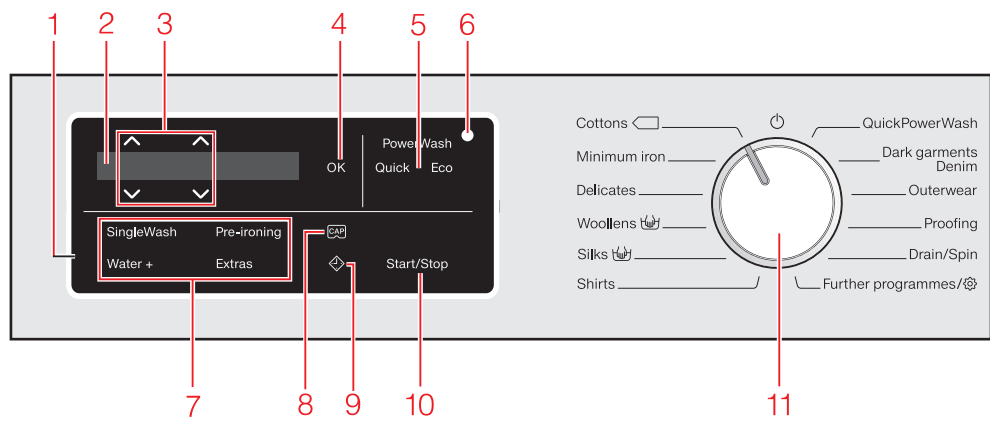 1
2
3
4
5
6
PowerWash
OK
Quick
Eco
SingleWash
Pre-ironing
CAP
Water +
Extras
Start/Stop
7
8
9
10
Cottons
QuickPowerWash
Minimum iron
Dark garments
Denim
Delicates
Outerwear
Woollens
Proofing
Silks
Drain/Spin
Shirts
Further programmes/
11